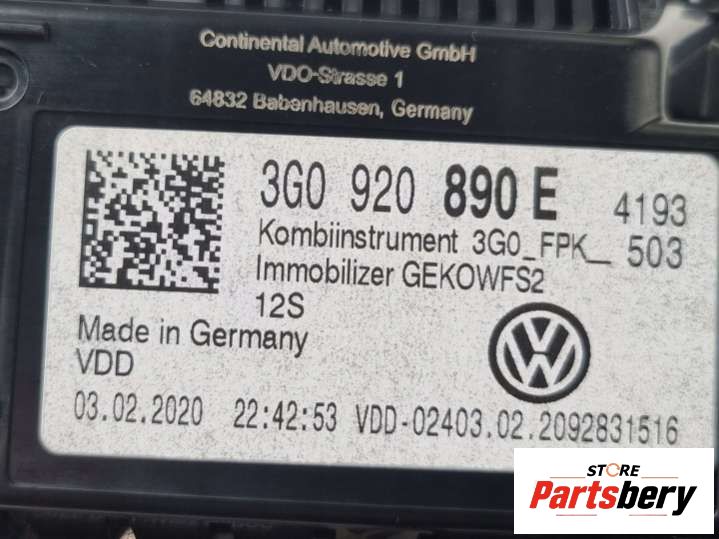 Continental Automotive GmbH
VDO-Strasse 1
64832 Babenhausen, Germany
3G0 920 890 E 4193
Kombiinstrument 3G0_FPK_ 503
Immobilizer GEKOWFS2
12S
Made in Germany
VDD
03.02.2020 22:42:53 VDD-02403.02.2092831516
STORE
Partsbery